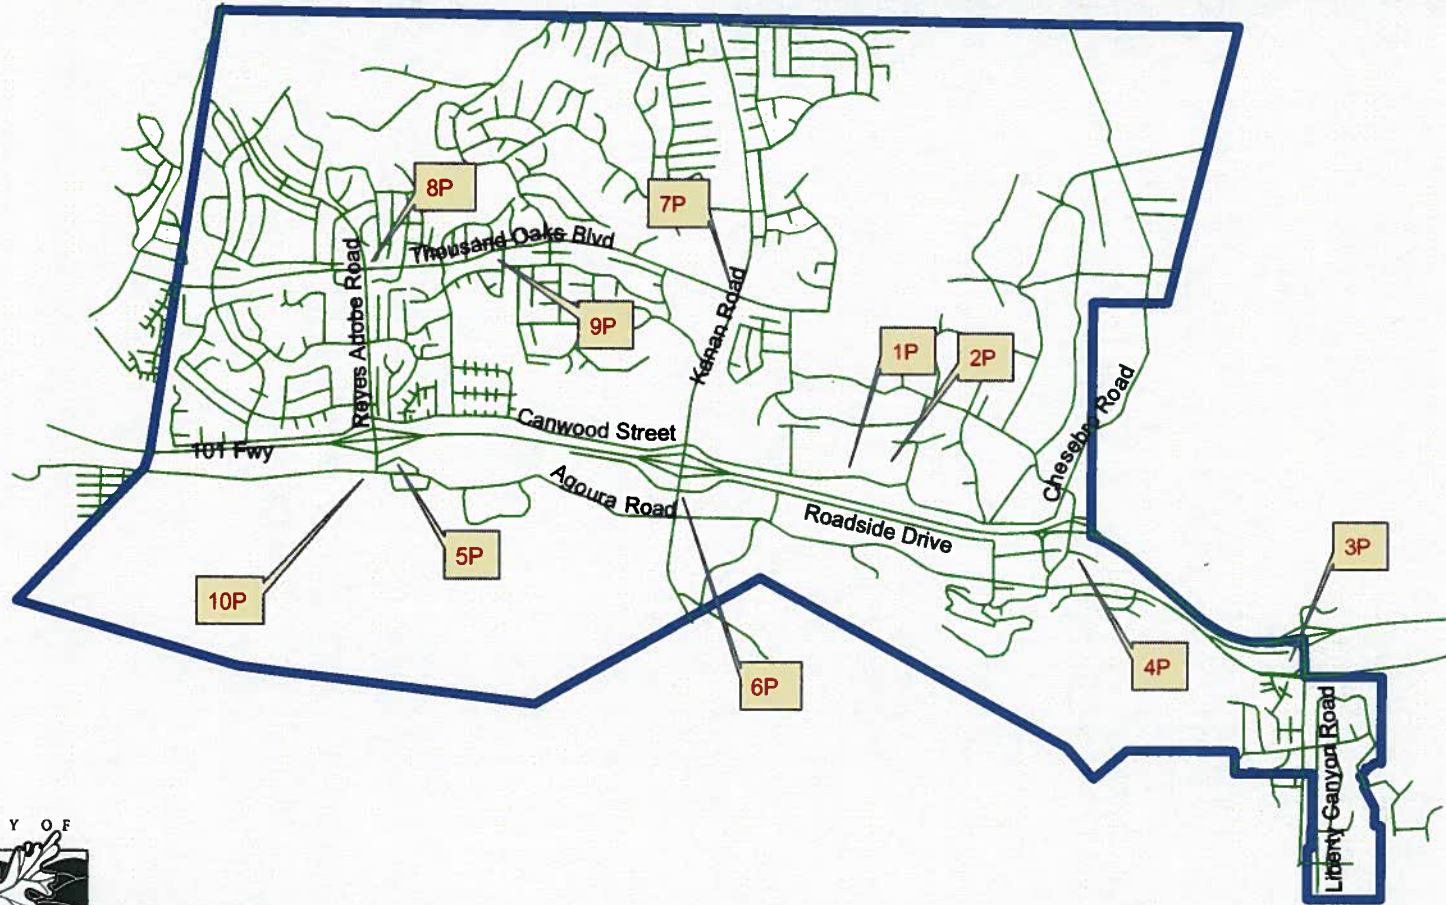 8P
7P
Thousand Oaks Blvd
Reyes Adobe Road
Kanan Road
9P
1P
2P
Chesebro Road
Canwood Street
101 Fwy
Agoura Road
Roadside Drive
5P
3P
10P
4P
6P
Liberty Canyon Road
Y OF